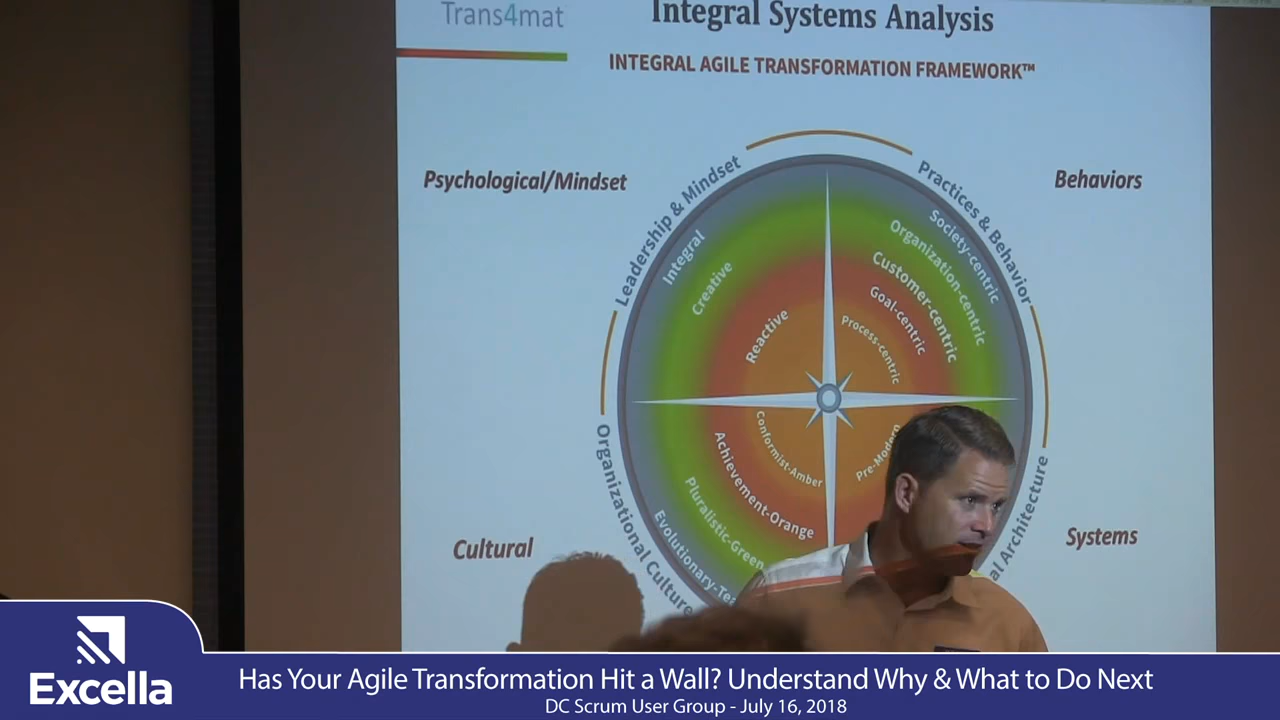 Trans4mat
Integral Systems Analysis
INTEGRAL AGILE TRANSFORMATION FRAMEWORK™
Psychological/Mindset
Behaviors
Leadership & Mindset
Practices & Behavior
Integral
Creative
Reactive
Society-centric
Organization-centric
Customer-centric
Goal-centric
Process-centric
Conformist-Amber
Achievement-Orange
Pluralistic-Green
Organizational Culture
Architecture
Cultural
Systems
Excella
Has Your Agile Transformation Hit a Wall? Understand Why & What to Do Next
DC Scrum User Group - July 16, 2018